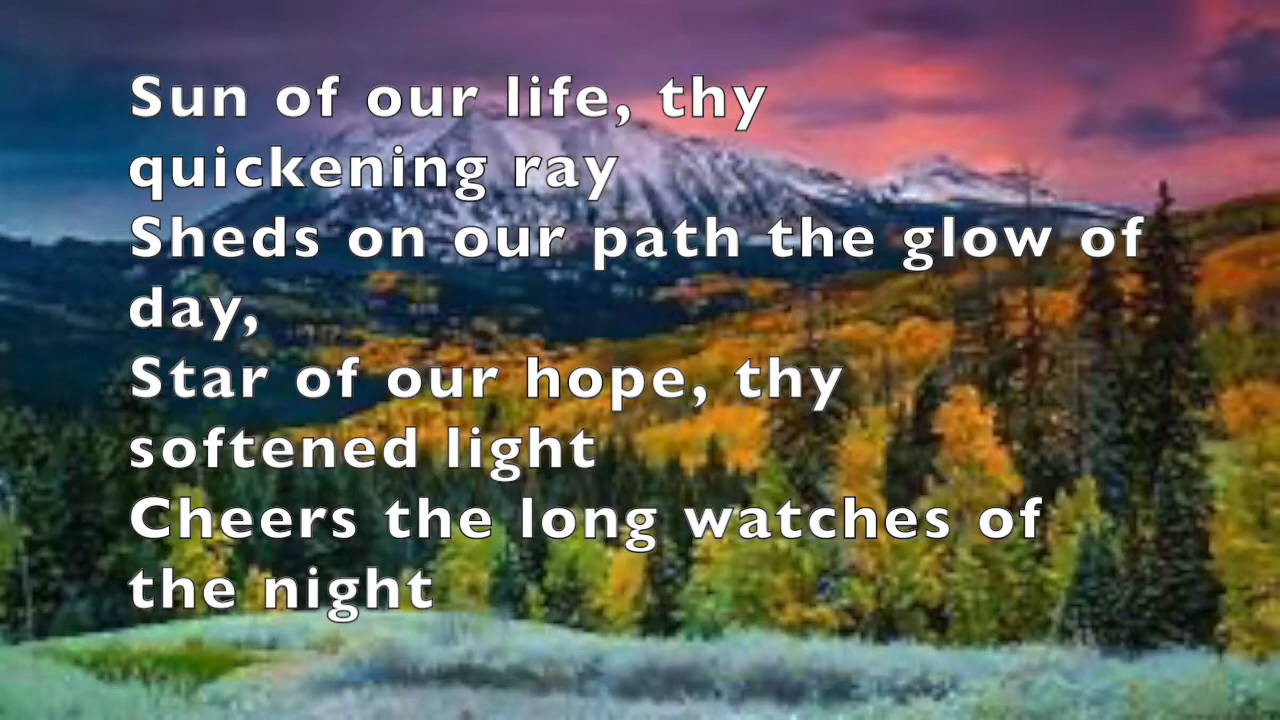 Sun of our life, thy
quickening ray
Sheds on our path the glow of
day,
Star of our hope, thy
softened light
Cheers the long watches of
the night